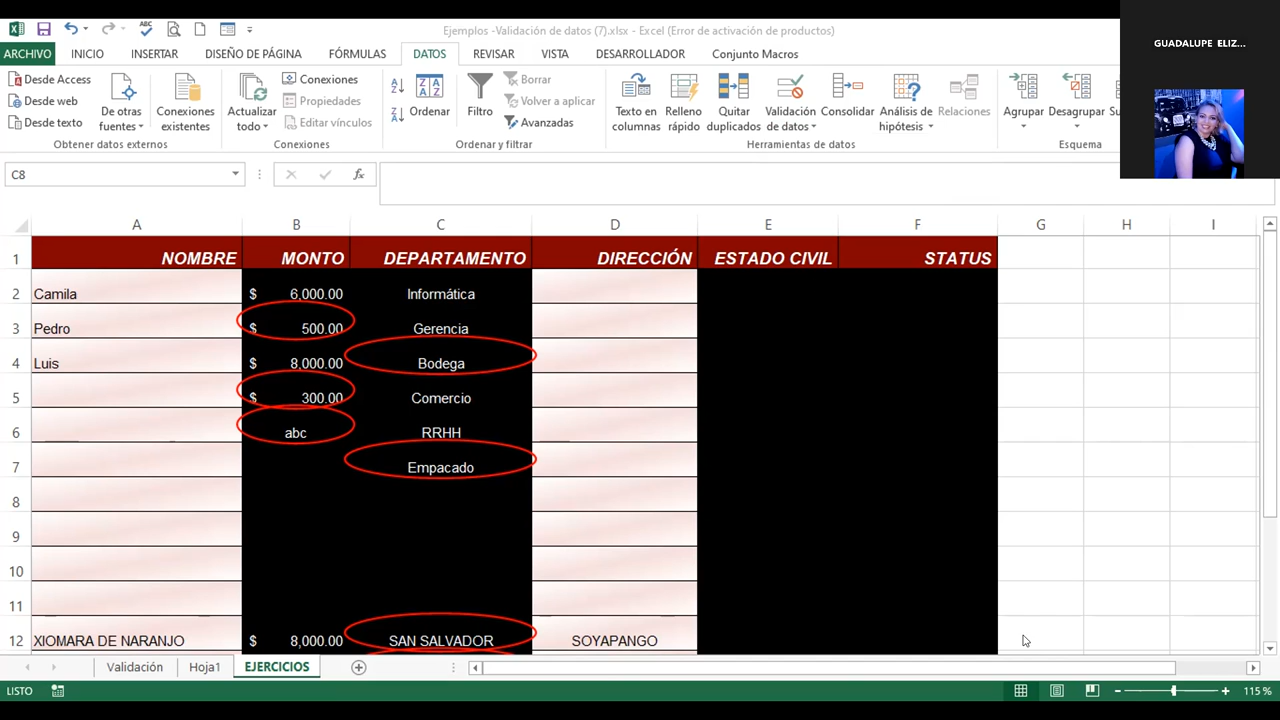 Ejemplos -Validación de datos (7).xlsx - Excel (Error de activación de productos)
GUADALUPE ELIZ...
ARCHIVO INICIO INSERTAR DISEÑO DE PÁGINA FÓRMULAS DATOS REVISAR VISTA DESARROLLADOR Conjunto Macros
Desde Access
Desde web
Desde texto
De otras fuentes
Conexiones existentes
Obtener datos externos
Actualizar todo
Conexiones
Propiedades
Editar vínculos
Conexiones
Ordenar
Filtro
Borrar
Volver a aplicar
Avanzadas
Ordenar y filtrar
Texto en columnas
Relleno rápido
Quitar duplicados
Validación de datos
Consolidar
Análisis de hipótesis
Relaciones
Herramientas de datos
Agrupar
Desagrupar
Su
Esquema
C8
A B C D E F G H I
1 NOMBRE MONTO DEPARTAMENTO DIRECCIÓN ESTADO CIVIL STATUS
2 Camila $ 6,000.00 Informática
3 Pedro $ 500.00 Gerencia
4 Luis $ 8,000.00 Bodega
5 $ 300.00 Comercio
6 abc RRHH
7 Empacado
8
9
10
11
12 XIOMARA DE NARANJO $ 8,000.00 SAN SALVADOR SOYAPANGO
Validación Hoja1 EJERCICIOS
LISTO
115 %